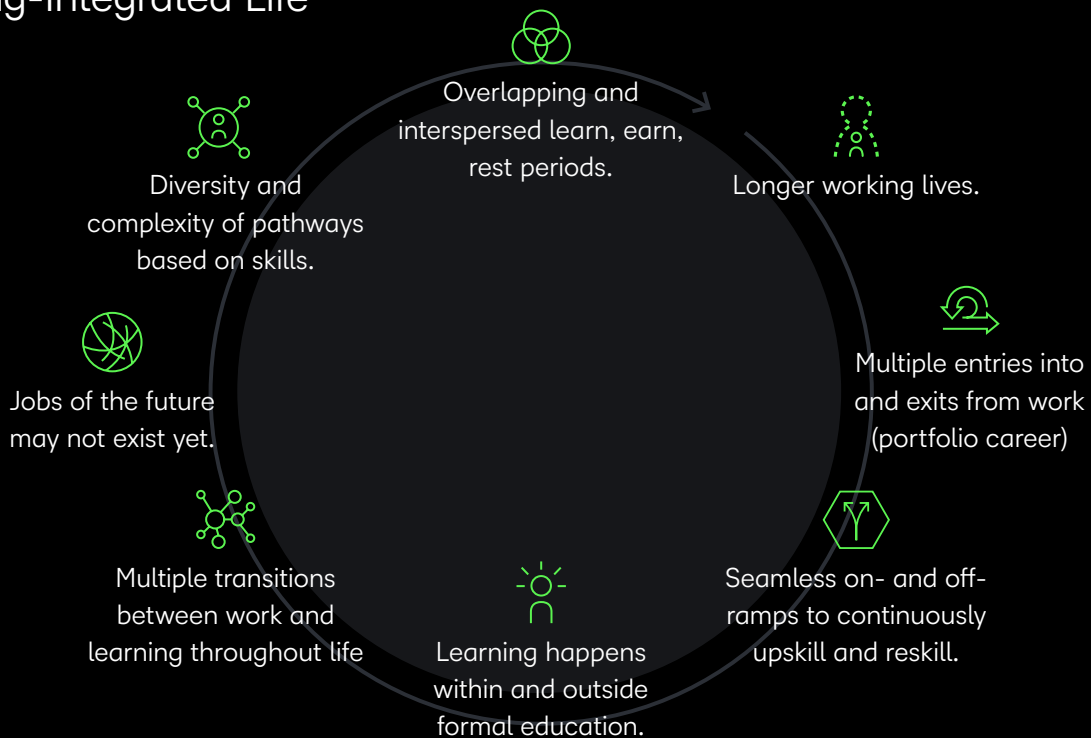 g-Integrated Life
Overlapping and
interspersed learn, earn,
rest periods.
Longer working lives.
Multiple entries into
and exits from work
(portfolio career)
Seamless on- and off-
ramps to continuously
upskill and reskill.
Learning happens
within and outside
formal education.
Multiple transitions
between work and
learning throughout life
Jobs of the future
may not exist yet.
Diversity and
complexity of pathways
based on skills.